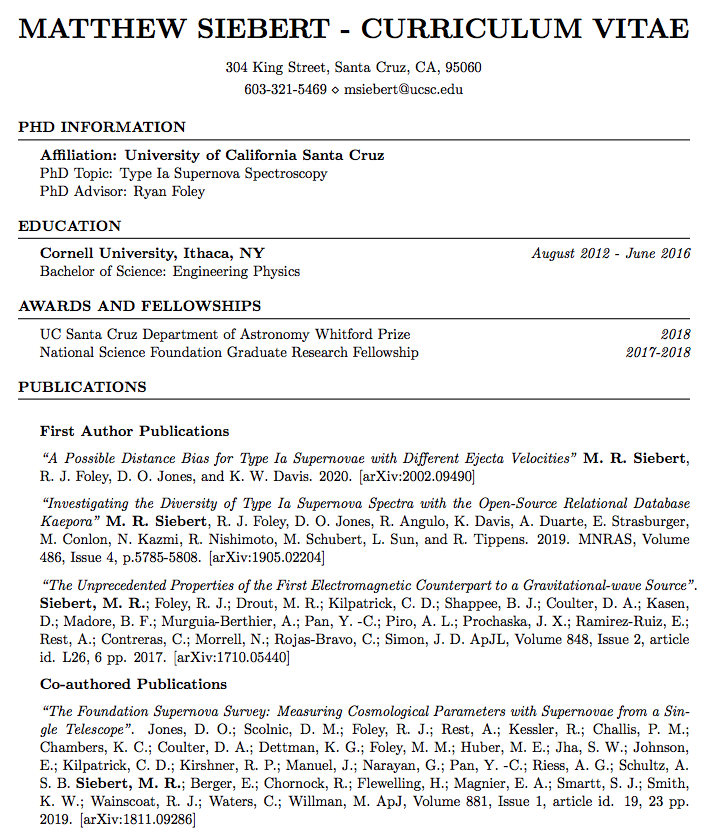 MATTHEW SIEBERT - CURRICULUM VITAE
304 King Street, Santa Cruz, CA, 95060
603-321-5469 ⋄ msiebert@ucsc.edu
PHD INFORMATION
Affiliation: University of California Santa Cruz
PhD Topic: Type Ia Supernova Spectroscopy
PhD Advisor: Ryan Foley
EDUCATION
Cornell University, Ithaca, NY August 2012 - June 2016
Bachelor of Science: Engineering Physics
AWARDS AND FELLOWSHIPS
UC Santa Cruz Department of Astronomy Whitford Prize 2018
National Science Foundation Graduate Research Fellowship 2017-2018
PUBLICATIONS
First Author Publications
“A Possible Distance Bias for Type Ia Supernovae with Different Ejecta Velocities” M. R. Siebert,
R. J. Foley, D. O. Jones, and K. W. Davis. 2020. [arXiv:2002.09490]
“Investigating the Diversity of Type Ia Supernova Spectra with the Open-Source Relational Database
Kaepora” M. R. Siebert, R. J. Foley, D. O. Jones, R. Angulo, K. Davis, A. Duarte, E. Strasburger,
M. Conlon, N. Kazmi, R. Nishimoto, M. Schubert, L. Sun, and R. Tippens. 2019. MNRAS, Volume
486, Issue 4, p.5785-5808. [arXiv:1905.02204]
“The Unprecedented Properties of the First Electromagnetic Counterpart to a Gravitational-wave Source”.
Siebert, M. R.; Foley, R. J.; Drout, M. R.; Kilpatrick, C. D.; Shappee, B. J.; Coulter, D. A.; Kasen,
D.; Madore, B. F.; Murguia-Berthier, A.; Pan, Y. -C.; Piro, A. L.; Prochaska, J. X.; Ramirez-Ruiz, E.;
Rest, A.; Contreras, C.; Morrell, N.; Rojas-Bravo, C.; Simon, J. D. ApJL, Volume 848, Issue 2, article
id. L26, 6 pp. 2017. [arXiv:1710.05440]
Co-authored Publications
“The Foundation Supernova Survey: Measuring Cosmological Parameters with Supernovae from a Sin-
gle Telescope”. Jones, D. O.; Scolnic, D. M.; Foley, R. J.; Rest, A.; Kessler, R.; Challis, P. M.;
Chambers, K. C.; Coulter, D. A.; Dettman, K. G.; Foley, M. M.; Huber, M. E.; Jha, S. W.; Johnson,
E.; Kilpatrick, C. D.; Kirshner, R. P.; Manuel, J.; Narayan, G.; Pan, Y. -C.; Riess, A. G.; Schultz, A.
S. B. Siebert, M. R.; Berger, E.; Chornock, R.; Flewelling, H.; Magnier, E. A.; Smartt, S. J.; Smith,
K. W.; Wainscoat, R. J.; Waters, C.; Willman, M. ApJ, Volume 881, Issue 1, article id. 19, 23 pp.
2019. [arXiv:1811.09286]